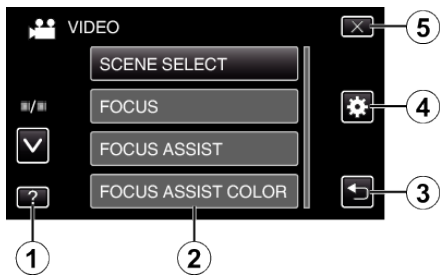 VIDEO
5
SCENE SELECT
FOCUS
4
FOCUS ASSIST
FOCUS ASSIST COLOR
?
3
1
2